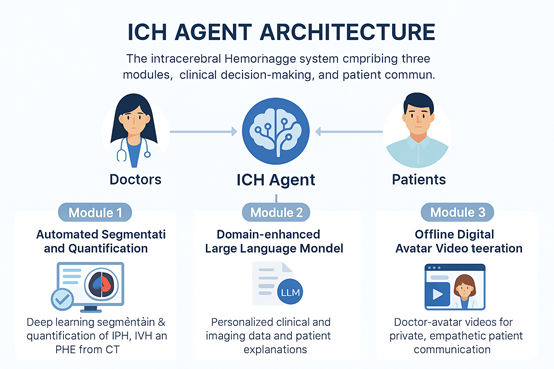 ICH AGENT ARCHITECTURE
The intracerebral Hemornagge system cmpribing three
modules, clinical decision-making, and patient commun.
Doctors
ICH Agent
Patients
Module 1
Automated Segmentati
and Quantification
Deep learning segmèntàin &
quantification of IPH, IVH an
PHE from CT
Module 2
Domain-enhanced
Large Language Mondel
LLM
Personalized clinical and
imaging data and patient
explanations
Module 3
Offline Digital
Avatar Video teeration
Doctor-avatar videos for
private, empathetic patient
communication